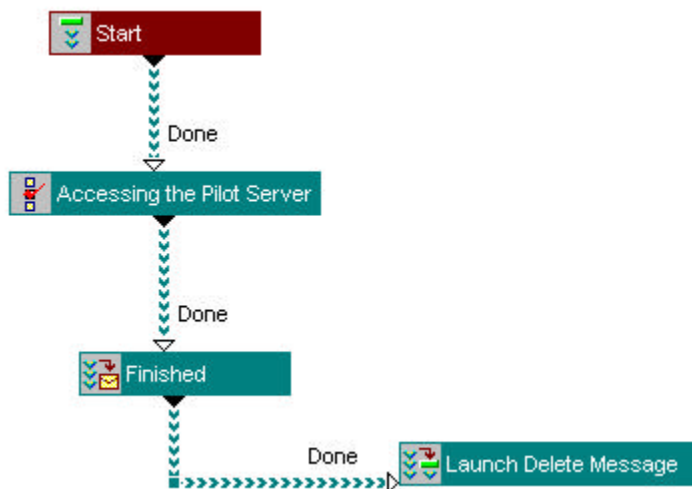 Start
Done
Accessing the Pilot Server
Done
Finished
Done
Launch Delete Message